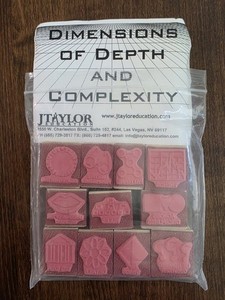 DIMENSIONS
OF DEPTH
AND
COMPLEXITY
JTAYLOR
EDUCATION
www.jtayloreducation.com